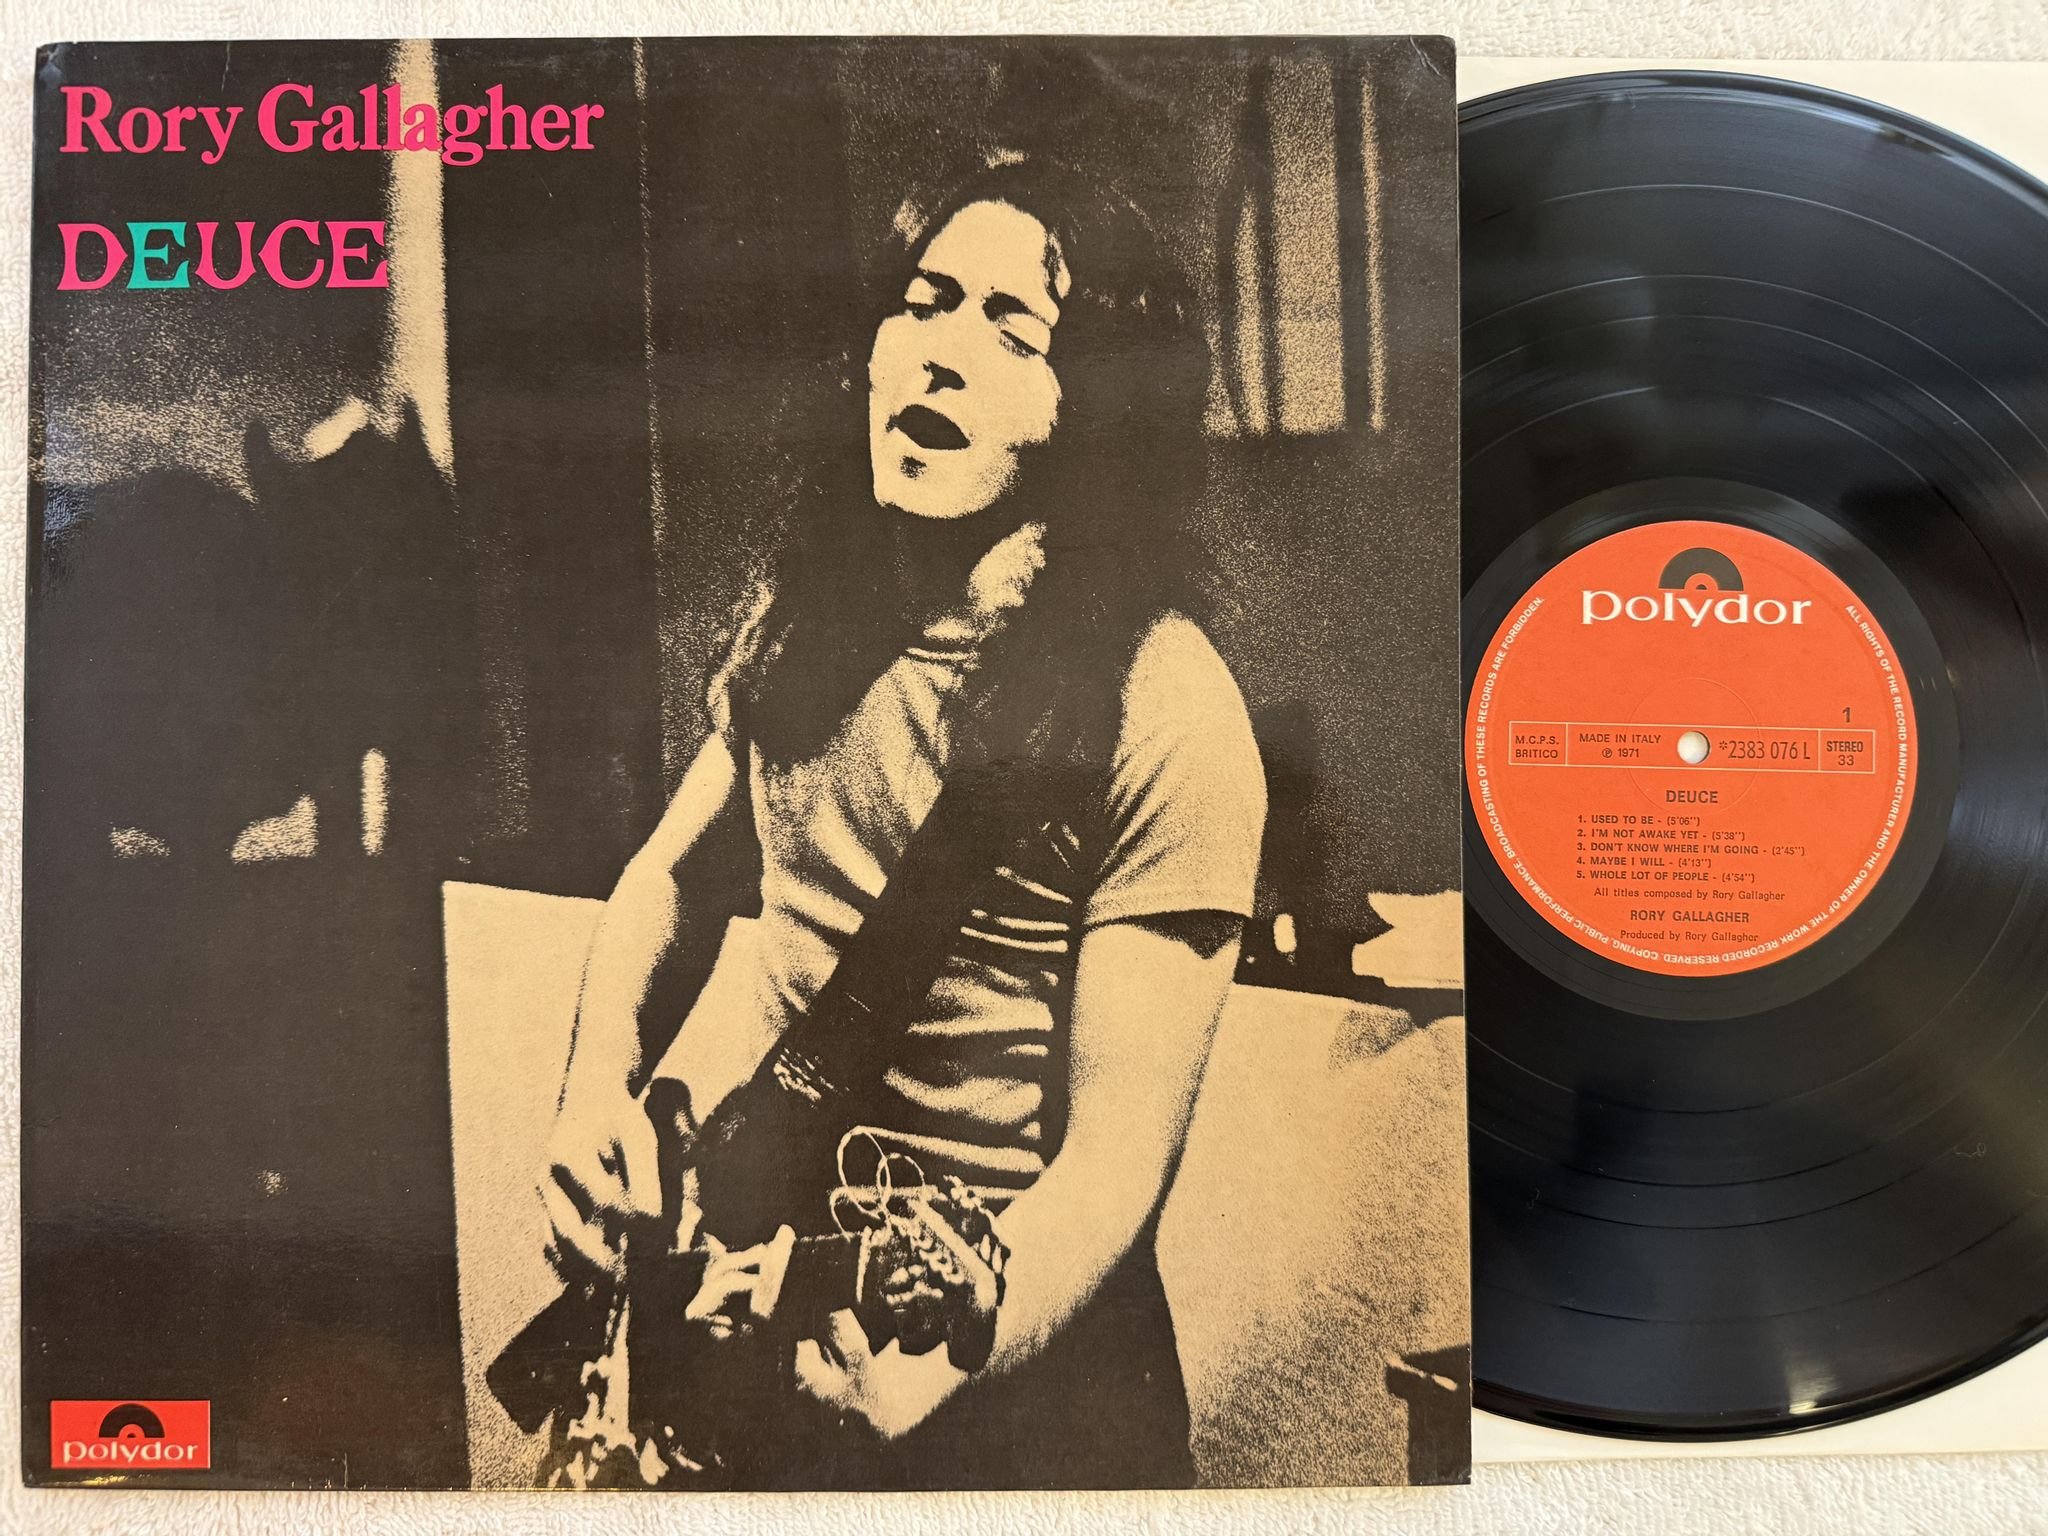 Rory Gallagher
DEUCE
polydor
polydor
ALL RIGHTS OF THE RECORD MANUFACTURER AND THE OWNER OF THE WORK RECORDED RESERVED. COPYING, PUBLIC PERFORMANCE, BROADCASTING OF THESE RECORDS ARE FORBIDDEN.
1
M.C.P.S. MADE IN ITALY *2383 076 L STEREO
BRITICO ℗ 1971 33
DEUCE
1. USED TO BE - (5'06'')
2. I'M NOT AWAKE YET - (5'38'')
3. DON'T KNOW WHERE I'M GOING - (2'45'')
4. MAYBE I WILL - (4'13'')
5. WHOLE LOT OF PEOPLE - (4'54'')
All titles composed by Rory Gallagher
RORY GALLAGHER
Produced by Rory Gallagher